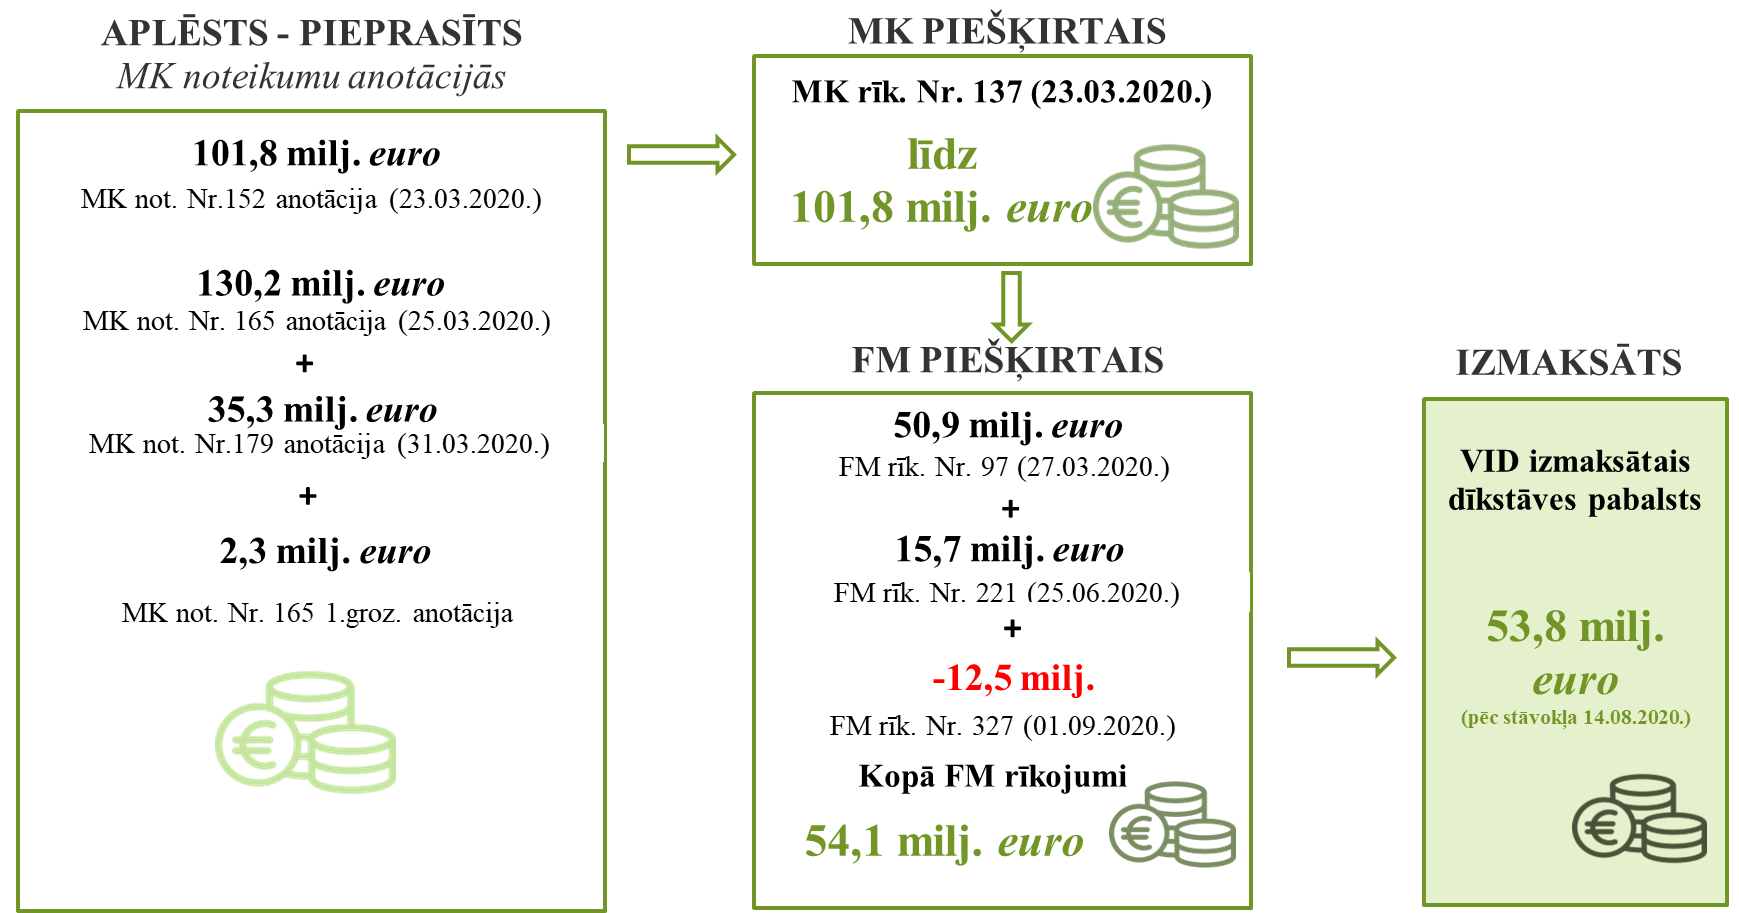 APLĒSTS - PIEPRASĪTS
MK noteikumu anotācijās
101,8 milj. euro
MK not. Nr.152 anotācija (23.03.2020.)
130,2 milj. euro
MK not. Nr. 165 anotācija (25.03.2020.)
+
35,3 milj. euro
MK not. Nr.179 anotācija (31.03.2020.)
+
2,3 milj. euro
MK not. Nr. 165 1.groz. anotācija
MK PIEŠĶIRTAIS
MK rīk. Nr. 137 (23.03.2020.)
līdz
101,8 milj. euro
FM PIEŠĶIRTAIS
50,9 milj. euro
FM rīk. Nr. 97 (27.03.2020.)
+
15,7 milj. euro
FM rīk. Nr. 221 (25.06.2020.)
+
-12,5 milj.
FM rīk. Nr. 327 (01.09.2020.)
Kopā FM rīkojumi
54,1 milj. euro
IZMAKSĀTS
VID izmaksātais
dīkstāves pabalsts
53,8 milj.
euro
(pēc stāvokļa 14.08.2020.)